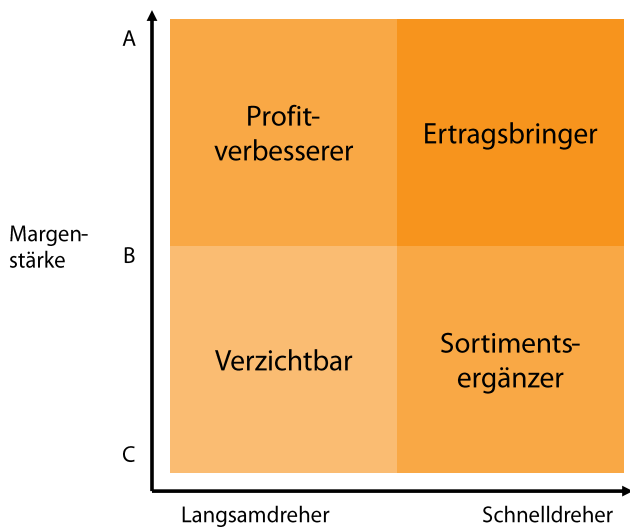 A
Profit-
verbesserer
Ertragsbringer
Margen-
stärke
B
Verzichtbar
Sortiments-
ergänzer
C
Langsamdreher
Schnelldreher